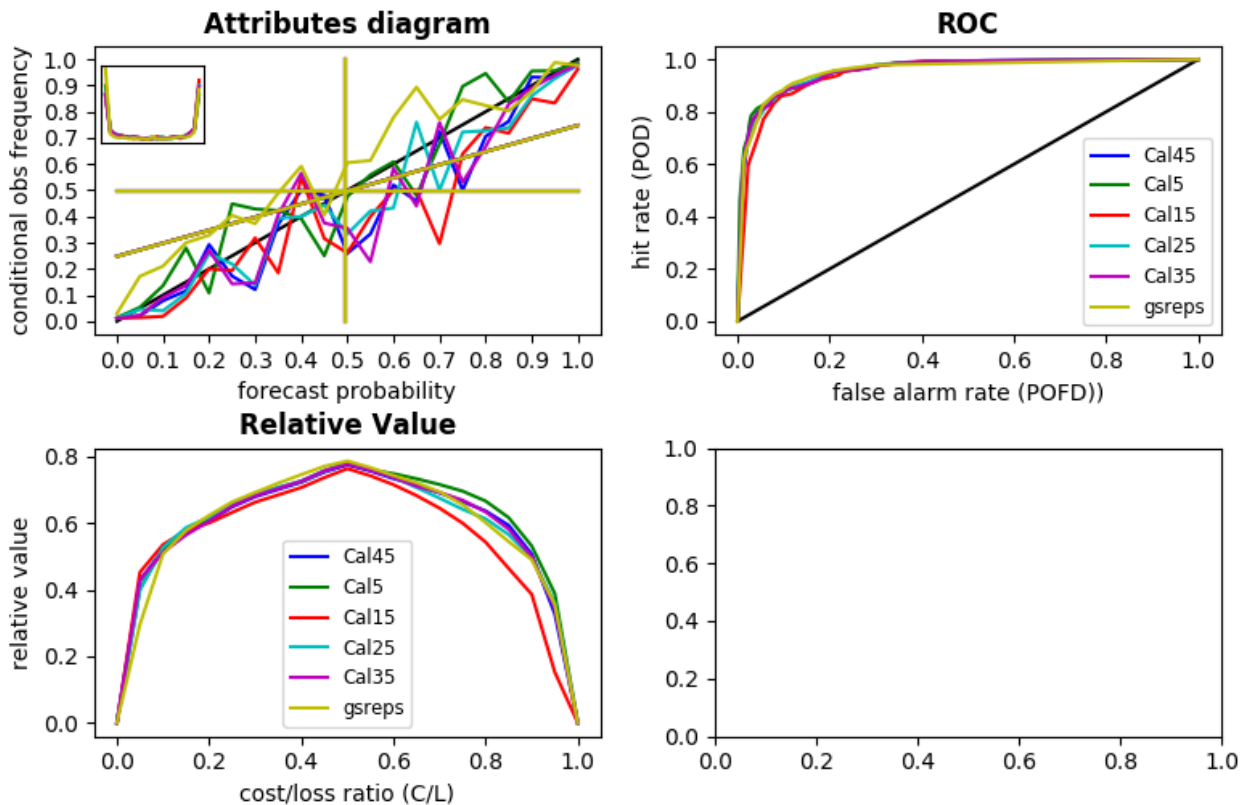 Attributes diagram
conditional obs frequency
1.0
0.9
0.8
0.7
0.6
0.5
0.4
0.3
0.2
0.1
0.0
0.0 0.1 0.2 0.3 0.4 0.5 0.6 0.7 0.8 0.9 1.0
forecast probability
ROC
hit rate (POD)
1.0
0.8
0.6
0.4
0.2
0.0
Cal45
Cal5
Cal15
Cal25
Cal35
gsreps
0.0 0.2 0.4 0.6 0.8 1.0
false alarm rate (POFD))
Relative Value
relative value
0.8
0.6
0.4
0.2
0.0
Cal45
Cal5
Cal15
Cal25
Cal35
gsreps
0.0 0.2 0.4 0.6 0.8 1.0
cost/loss ratio (C/L)
1.0
0.8
0.6
0.4
0.2
0.0
0.0 0.2 0.4 0.6 0.8 1.0